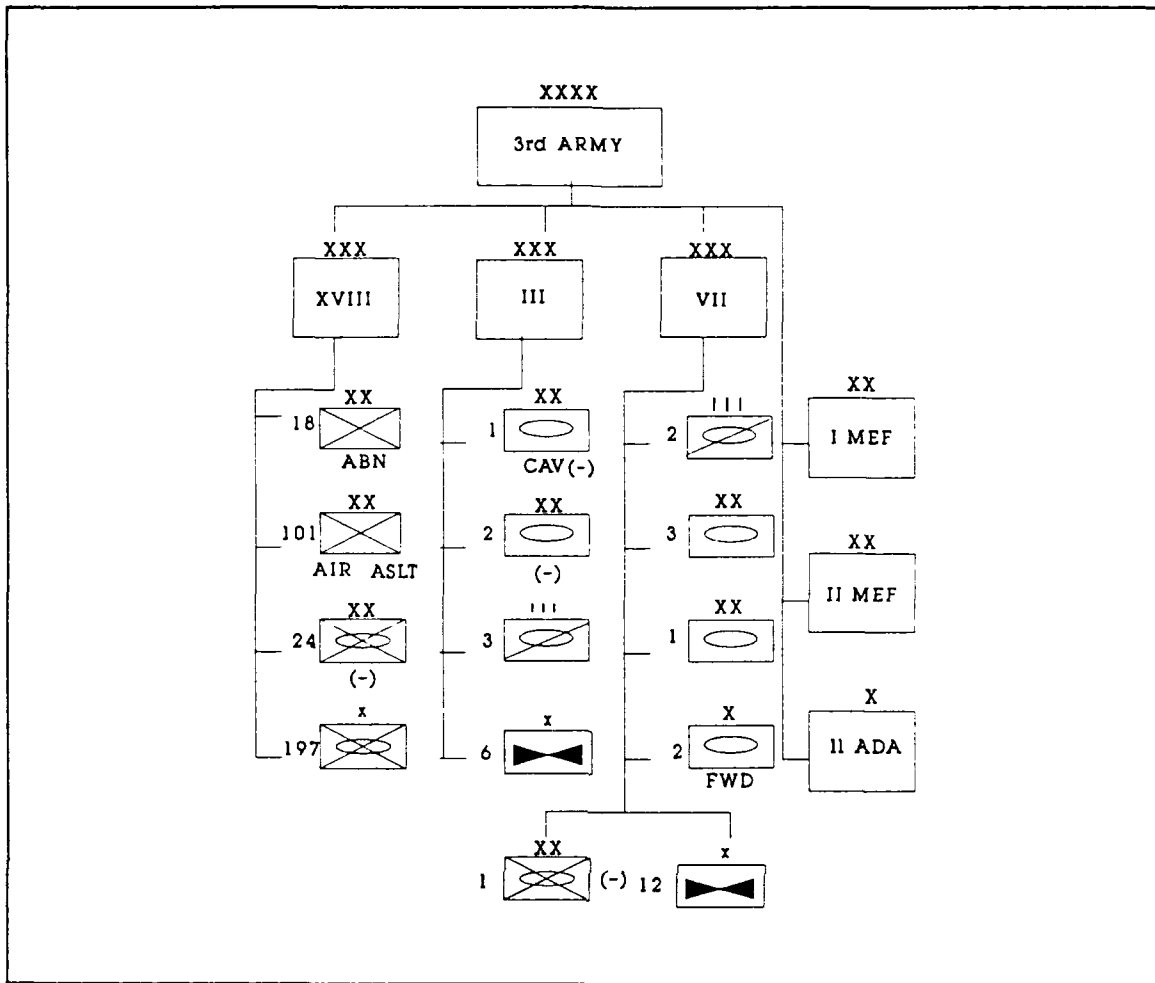 XXXX
3rd ARMY
XXX
XVIII
XXX
III
XXX
VII
XX
18
ABN
XX
101
AIR ASLT
XX
24
(-)
x
197
XX
1
CAV (-)
XX
2
(-)
III
3
x
6
III
2
XX
3
XX
1
X
2
FWD
XX
1
(-)
x
12
XX
I MEF
XX
II MEF
X
11 ADA